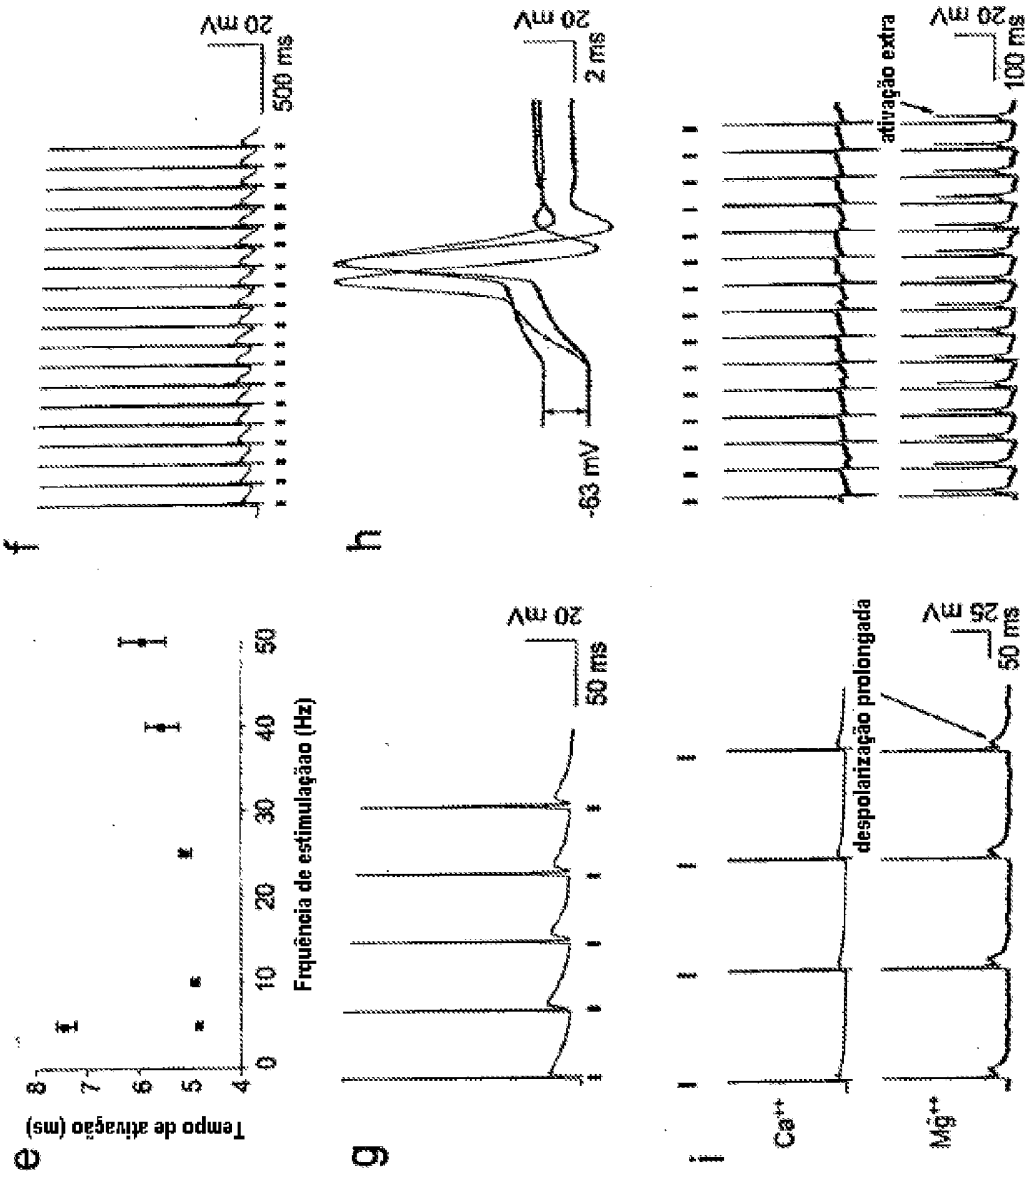 e
Tempo de ativação (ms)
8
7
6
5
4
0
10
20
30
40
50
Frquência de estimulaçãao (Hz)
f
20 mV
500 ms
g
20 mV
50 ms
h
-63 mV
20 mV
2 ms
i
Ca⁺⁺
Mg⁺⁺
despolarização prolongada
25 mV
50 ms
ativação extra
20 mV
100 ms